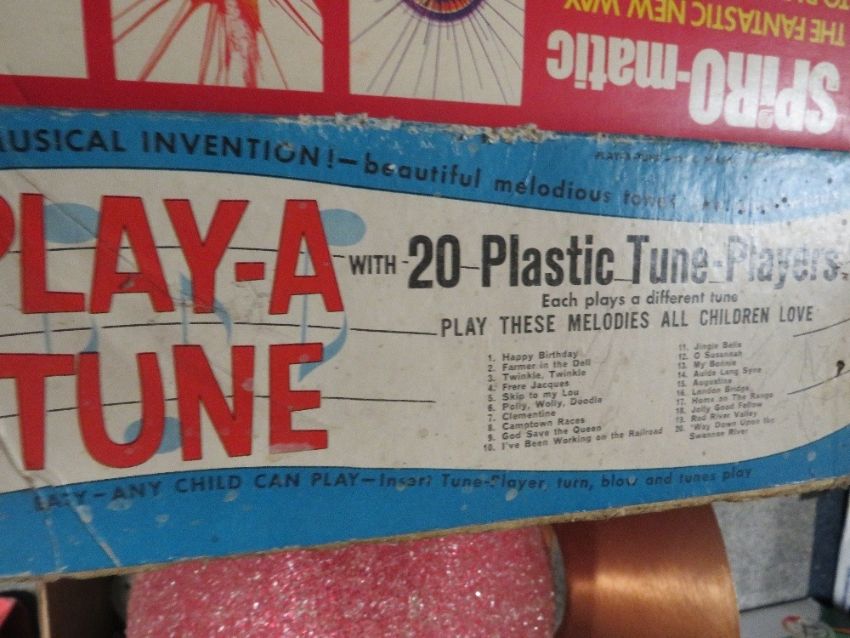 THE FANTASTIC NEW WAY
SPiRO-matic
MUSICAL INVENTION!—beautiful melodious tones
PLAY-A
TUNE
WITH 20 Plastic Tune-Players
Each plays a different tune
PLAY THESE MELODIES ALL CHILDREN LOVE
1. Happy Birthday
2. Farmer in the Dell
3. Twinkle, Twinkle
4. Frere Jacques
5. Skip to my Lou
6. Polly, Wolly, Doodle
7. Clementine
8. Camptown Races
9. God Save the Queen
10. I've Been Working on the Railroad
11. Jingle Bells
12. O Susannah
13. My Bonnie
14. Aulde Lang Syne
15. Augustine
16. London Bridge
17. Home on The Range
18. Jolly Good Fellow
19. Red River Valley
20. 'Way Down Upon the
Swannee River
EASY—ANY CHILD CAN PLAY—Insert Tune-Player, turn, blow and tunes play